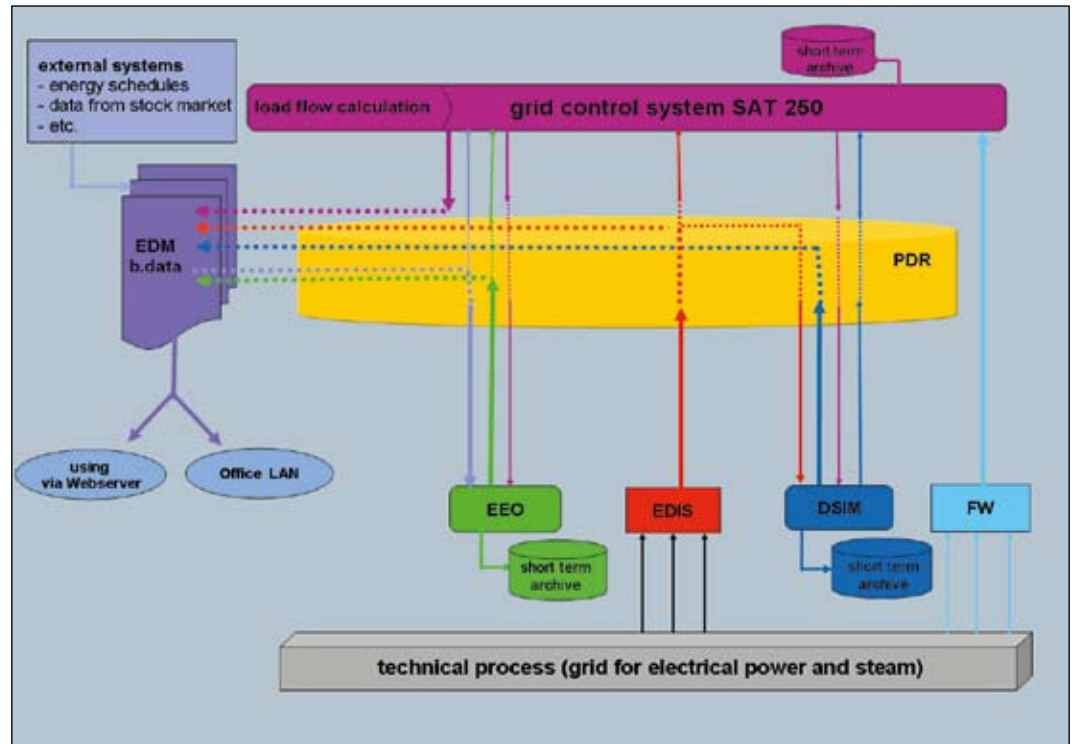 external systems
- energy schedules
- data from stock market
- etc.
short term
archive
load flow calculation
grid control system SAT 250
EDM
b.data
PDR
using
via Webserver
Office LAN
EEO
EDIS
DSIM
FW
short term
archive
short term
archive
technical process (grid for electrical power and steam)